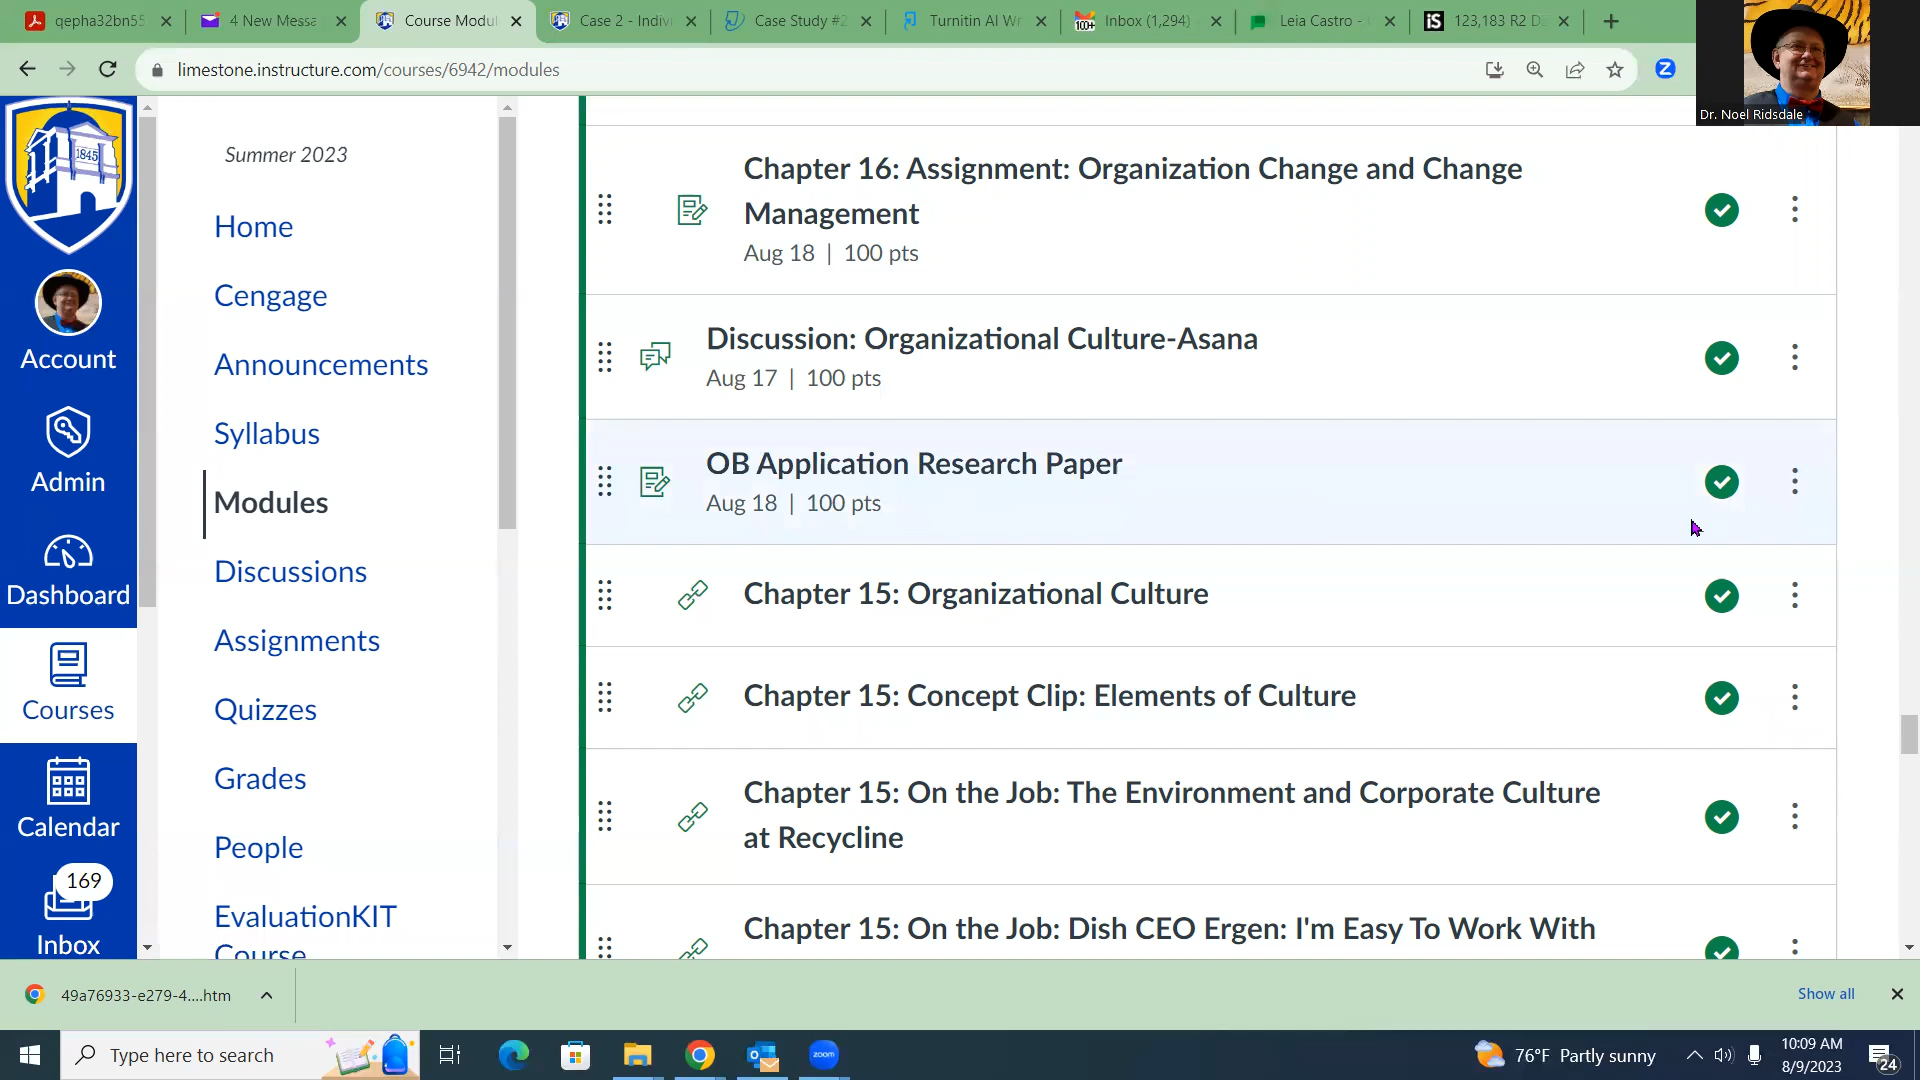 qepha32bn55
4 New Messa
Course Modul
Case 2 - Indivi
Case Study #2
Turnitin AI Wr
100+
Inbox (1,294)
Leia Castro -
iS
123,183 R2 Da
limestone.instructure.com/courses/6942/modules
Dr. Noel Ridsdale
1845
Account
Admin
Dashboard
Courses
Calendar
169
Inbox
Summer 2023
Home
Cengage
Announcements
Syllabus
Modules
Discussions
Assignments
Quizzes
Grades
People
EvaluationKIT
Course
Chapter 16: Assignment: Organization Change and Change
Management
Aug 18 | 100 pts
Discussion: Organizational Culture-Asana
Aug 17 | 100 pts
OB Application Research Paper
Aug 18 | 100 pts
Chapter 15: Organizational Culture
Chapter 15: Concept Clip: Elements of Culture
Chapter 15: On the Job: The Environment and Corporate Culture
at Recycline
Chapter 15: On the Job: Dish CEO Ergen: I'm Easy To Work With
49a76933-e279-4....htm
Show all
Type here to search
zoom
76°F Partly sunny
10:09 AM
8/9/2023
24